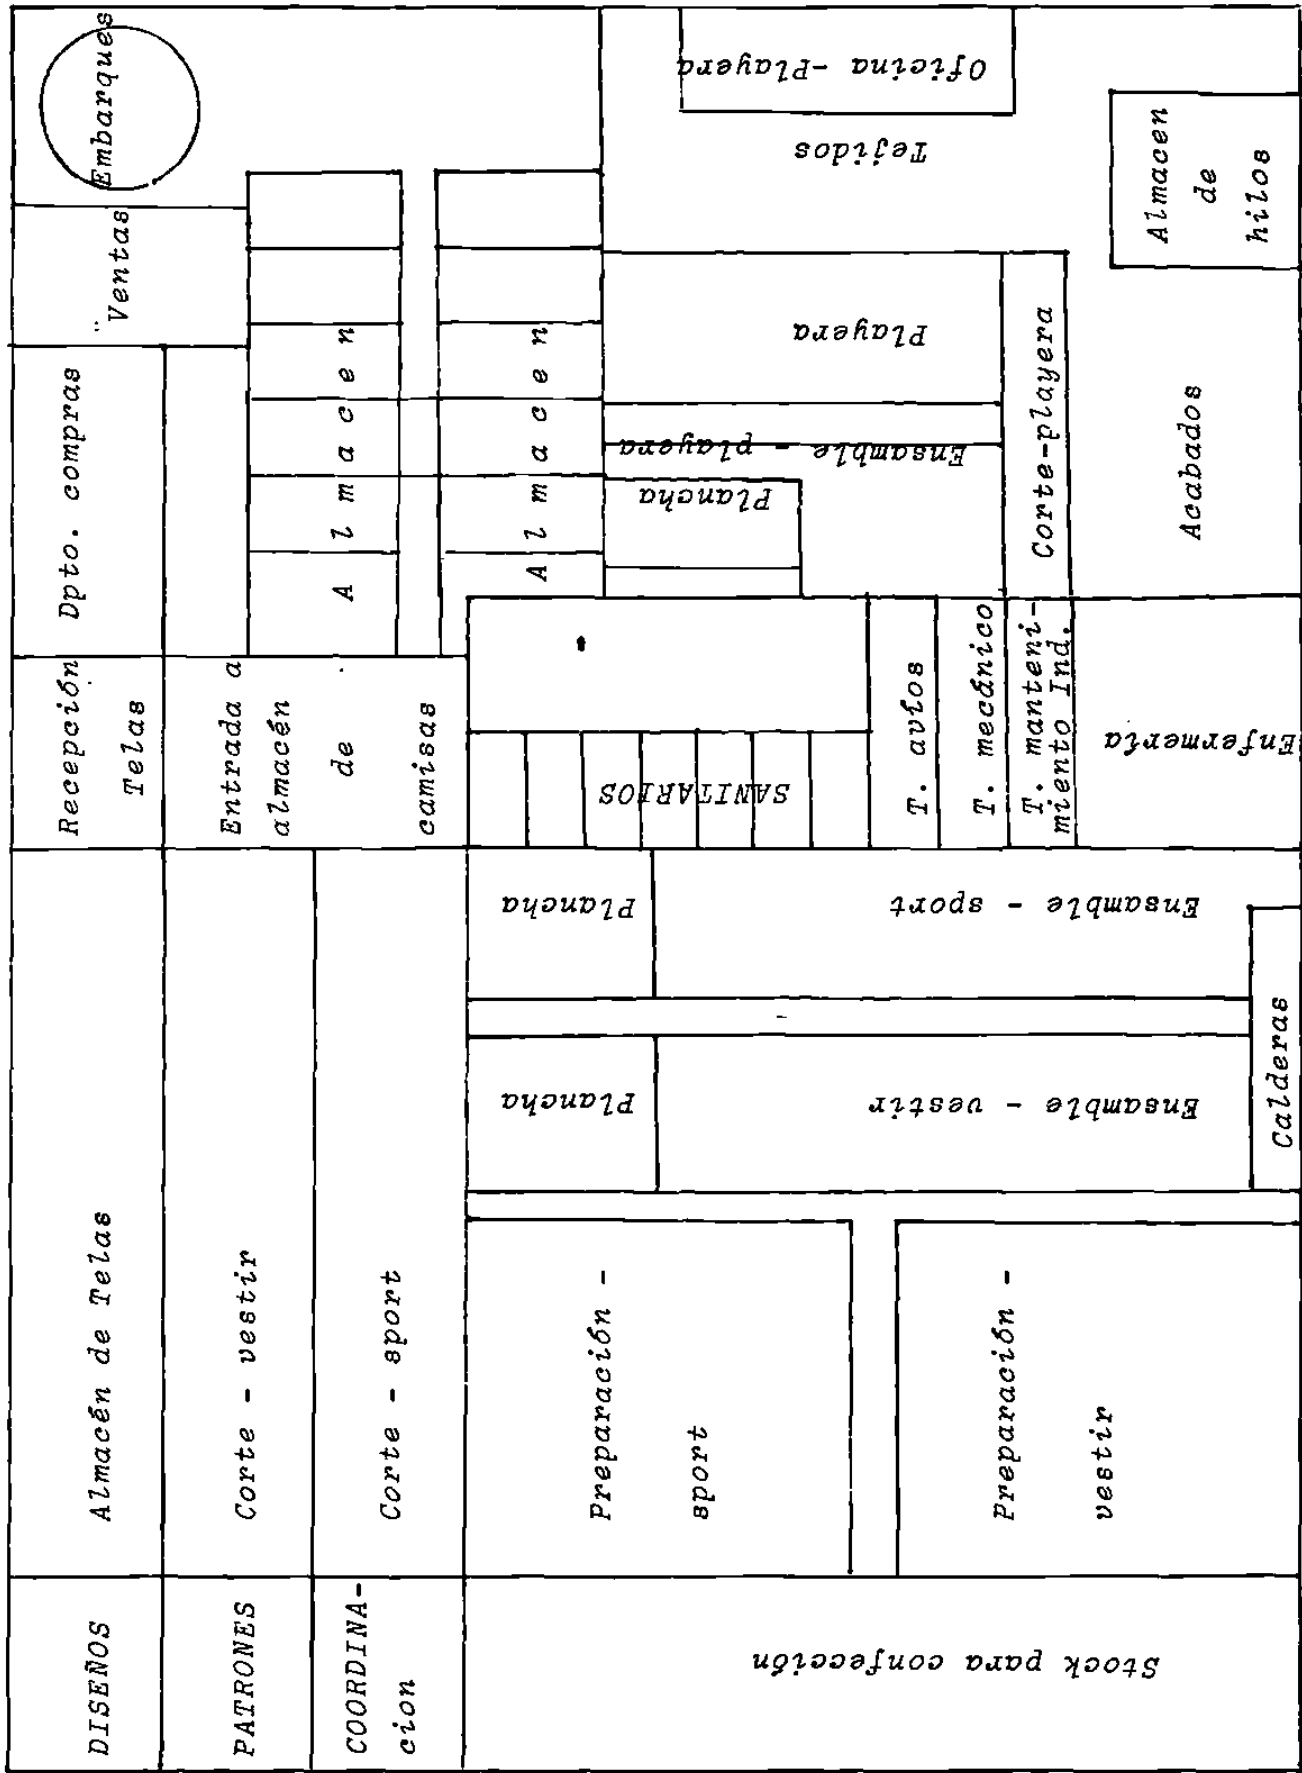 Embarques
"Ventas
Dpto. compras
Recepción
Telas
Almacén de Telas
DISEÑOS
Almacen
Almacen
Entrada a
almacén
de
camisas
Corte - vestir
PATRONES
Corte - sport
COORDINA-
cion
Oficina -Playera
Tejidos
Almacen
de
hilos
Playera
Ensamble - playera
Plancha
Corte-playera
Acabados
SANITARIOS
T. avíos
T. mecánico
T. manteni-
miento Ind.
Enfermería
Plancha
Ensamble - sport
Plancha
Ensamble - vestir
Calderas
Preparación -
sport
Preparación -
vestir
Stock para confección